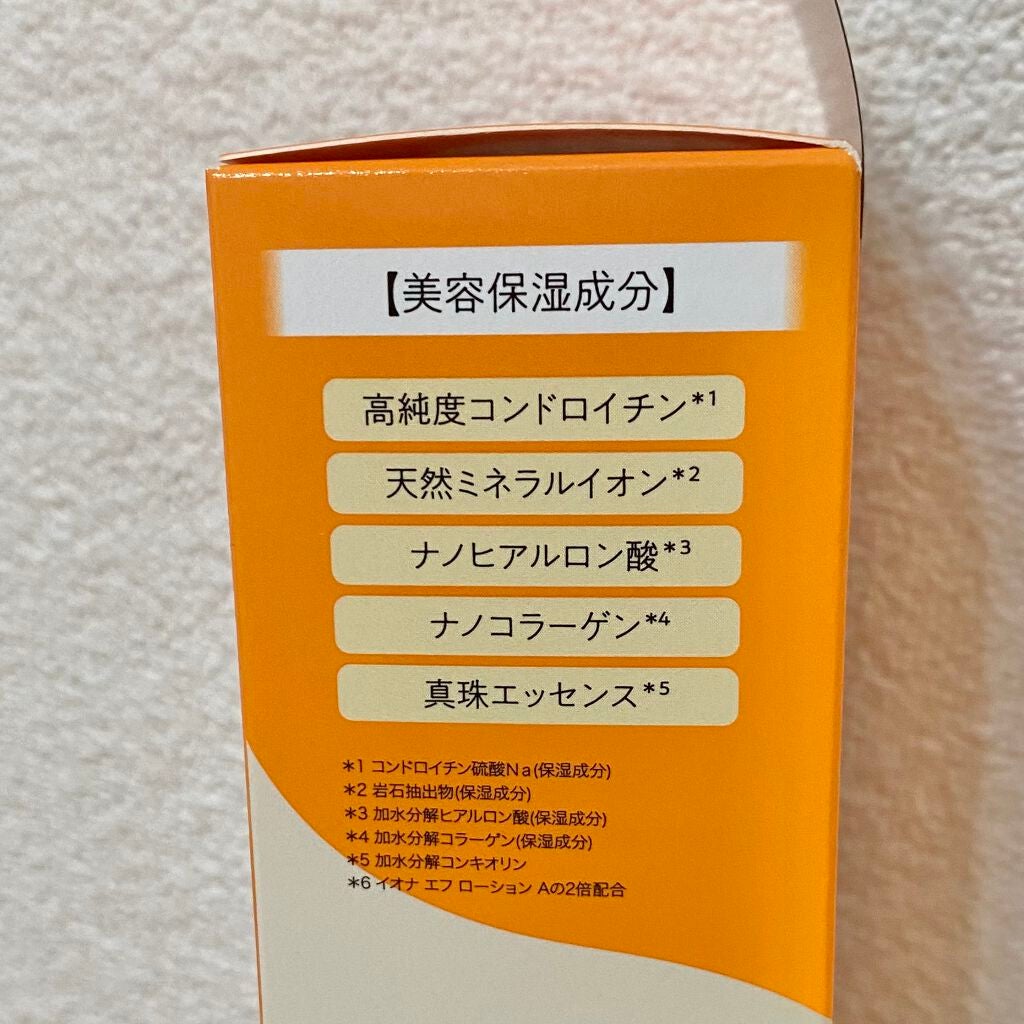 【美容保湿成分】
高純度コンドロイチン*1
天然ミネラルイオン*2
ナノヒアルロン酸*3
ナノコラーゲン*4
真珠エッセンス*5
*1 コンドロイチン硫酸Na(保湿成分)
*2 岩石抽出物(保湿成分)
*3 加水分解ヒアルロン酸(保湿成分)
*4 加水分解コラーゲン(保湿成分)
*5 加水分解コンキオリン
*6 イオナ エフ ローション Aの2倍配合